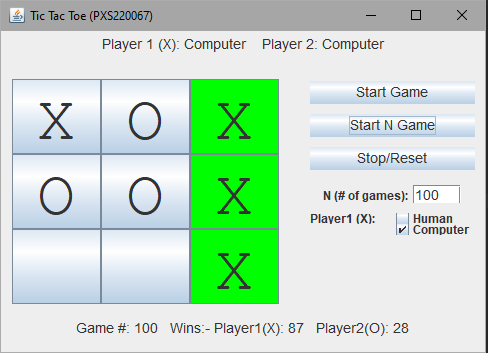 Tic Tac Toe (PXS220067)
Player 1 (X): Computer Player 2: Computer
X O X
O O X
X
Start Game
Start N Game
Stop/Reset
N (# of games): 100
Player1 (X): Human
Computer
Game #: 100 Wins:- Player1(X): 87 Player2(O): 28